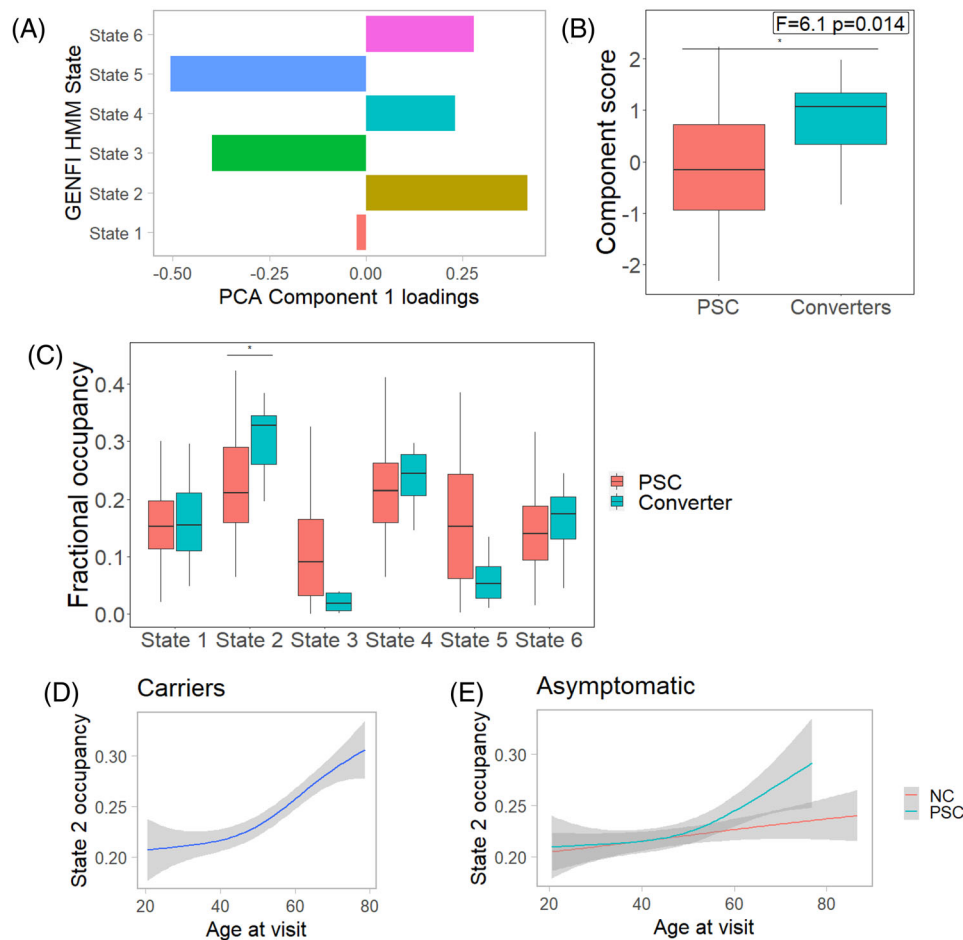 (A)
GENFI HMM State
State 6
State 5
State 4
State 3
State 2
State 1
-0.50
-0.25
0.00
0.25
PCA Component 1 loadings
(B)
F=6.1 p=0.014
*
Component score
2
1
0
-1
-2
PSC
Converters
(C)
*
Fractional occupancy
0.4
0.3
0.2
0.1
0.0
State 1
State 2
State 3
State 4
State 5
State 6
PSC
Converter
(D)
Carriers
State 2 occupancy
0.30
0.25
0.20
20
40
60
80
Age at visit
(E)
Asymptomatic
State 2 occupancy
0.30
0.25
0.20
20
40
60
80
Age at visit
NC
PSC